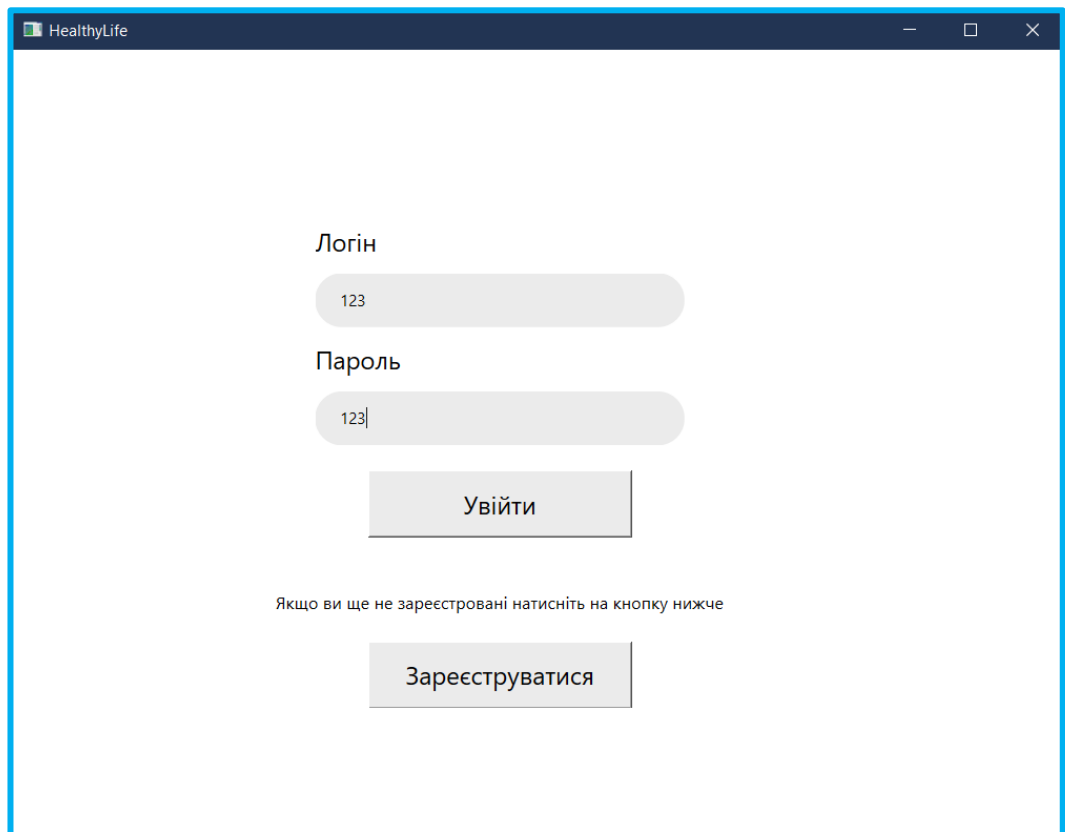 HealthyLife
Логін
123
Пароль
123
Увійти
Якщо ви ще не зареєстровані натисніть на кнопку нижче
Зареєструватися